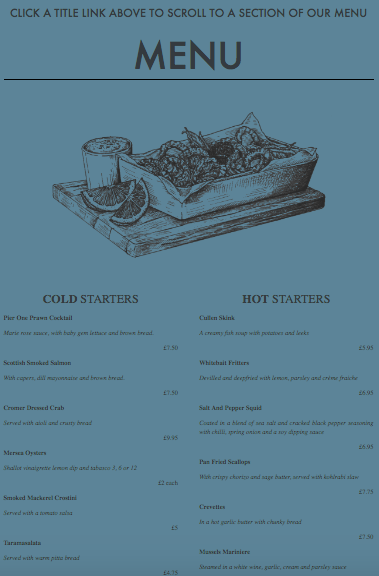 CLICK A TITLE LINK ABOVE TO SCROLL TO A SECTION OF OUR MENU
MENU
COLD STARTERS
Pier One Prawn Cocktail
Marie rose sauce, with baby gem lettuce and brown bread.
£7.50
Scottish Smoked Salmon
With capers, dill mayonnaise and brown bread.
£7.50
Cromer Dressed Crab
Served with aioli and crusty bread
£9.95
Mersea Oysters
Shallot vinaigrette lemon dip and tabasco 3, 6 or 12
£2 each
Smoked Mackerel Crostini
Served with a tomato salsa
£5
Taramasalata
Served with warm pitta bread
£4.75
HOT STARTERS
Cullen Skink
A creamy fish soup with potatoes and leeks
£5.95
Whitebait Fritters
Devilled and deepfried with lemon, parsley and crème fraiche
£6.95
Salt And Pepper Squid
Coated in a blend of sea salt and cracked black pepper seasoning
with chilli, spring onion and a soy dipping sauce
£6.95
Pan Fried Scallops
With crispy chorizo and sage butter, served with kohlrabi slaw
£7.75
Crevettes
In a hot garlic butter with chunky bread
£7.50
Mussels Mariniere
Steamed in a white wine, garlic, cream and parsley sauce